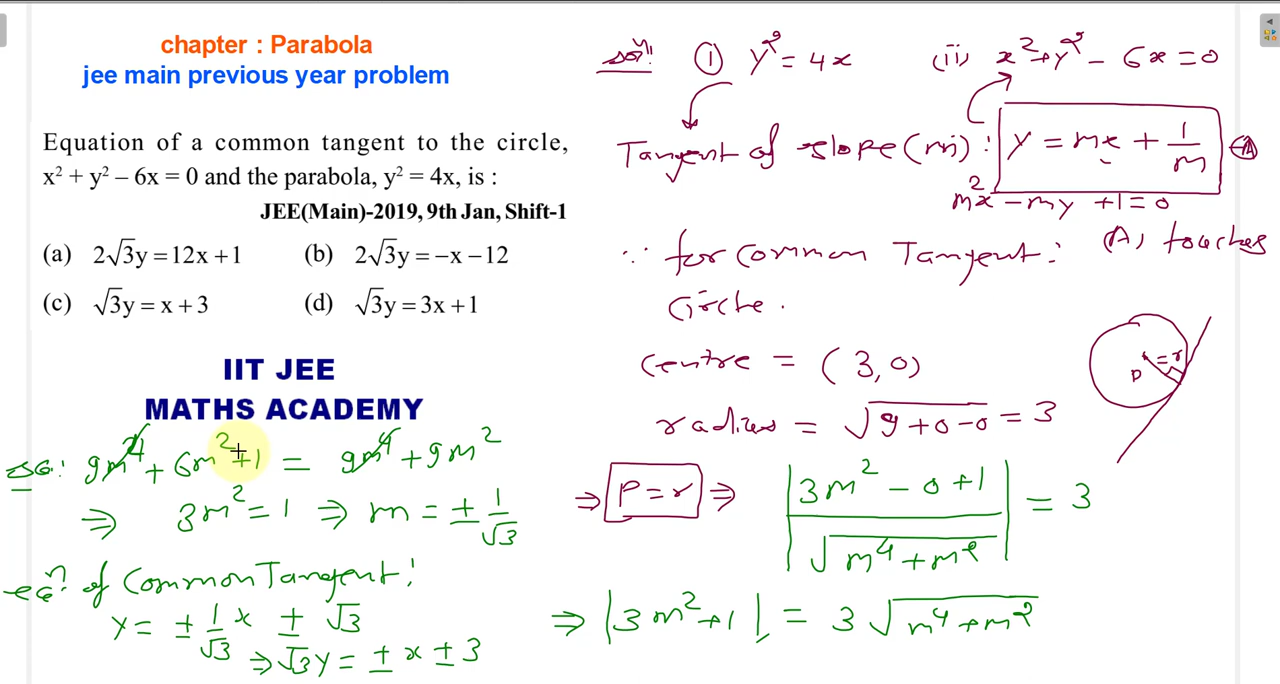 chapter : Parabola
jee main previous year problem
Equation of a common tangent to the circle,
x² + y² – 6x = 0 and the parabola, y² = 4x, is :
JEE(Main)-2019, 9th Jan, Shift-1
(a) 2√3y = 12x + 1 (b) 2√3y = –x – 12
(c) √3y = x + 3 (d) √3y = 3x + 1
IIT JEE
MATHS ACADEMY
SQ: 9m⁴ + 6m² + 1 = 9m⁴ + 9m²
⇒ 3m² = 1 ⇒ m = ± 1/√3
eqⁿ of Common Tangent:
y = ± 1/√3 x ± √3
⇒ √3y = ± x ± 3
Solⁿ: ① y² = 4x (ii) x² + y² – 6x = 0
Tangent of slope (m): y = mx + 1/m –(A)
m²x – my + 1 = 0
∵ for Common Tangent: (A) touches
Circle.
centre = (3, 0)
radius = √9+0–0 = 3
P = r
⇒ P = r ⇒ |3m² – 0 + 1| / |√m⁴ + m²| = 3
⇒ |3m² + 1| = 3√m⁴ + m²